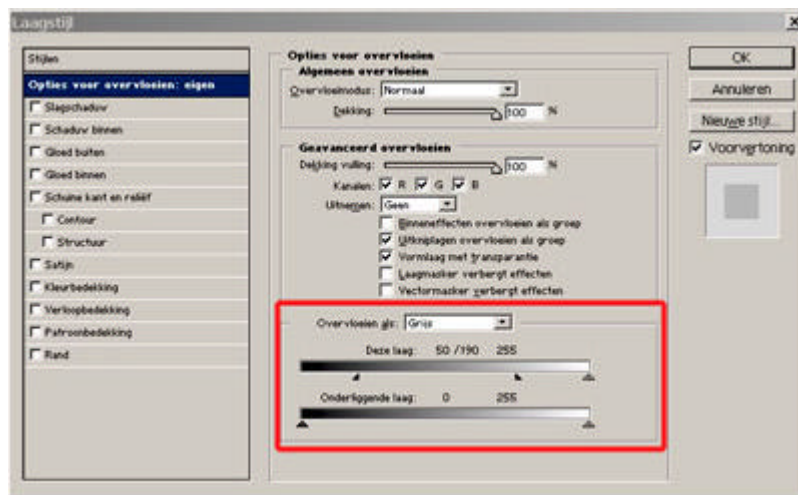 Laagstijl
Stijlen
Opties voor overvloeien: eigen
Slagschaduw
Schaduw binnen
Gloed buiten
Gloed binnen
Schuine kant en reliëf
Contour
Structuur
Satijn
Kleurbedekking
Verloopbedekking
Patroonbedekking
Rand
Opties voor overvloeien
Algemeen overvloeien
Overvloeimodus: Normaal
Dekking: 100 %
Geavanceerd overvloeien
Dekking vulling: 100 %
Kanalen: R G B
Uitnemen: Geen
Binneneffecten overvloeien als groep
Uitkniplagen overvloeien als groep
Vormlaag met transparantie
Laagmasker verbergt effecten
Vectormasker verbergt effecten
Overvloeien als: Grijs
Deze laag: 50 /190 255
Onderliggende laag: 0 255
OK
Annuleren
Nieuwe stijl...
Voorvertoning